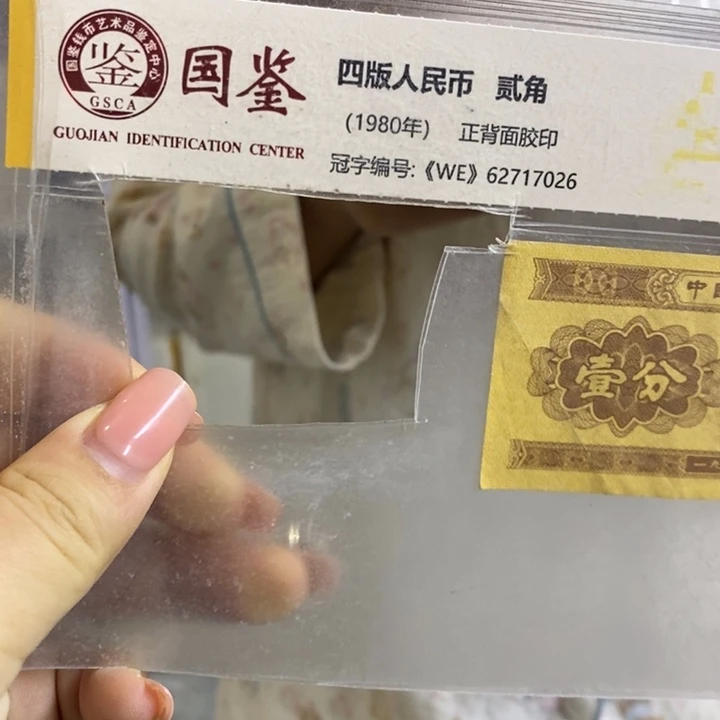 国鉴钱币艺术品鉴定中心
鉴
GSCA
国鉴
GUOJIAN IDENTIFICATION CENTER
四版人民币 贰角
(1980年) 正背面胶印
冠字编号:《WE》62717026
中
壹分
一